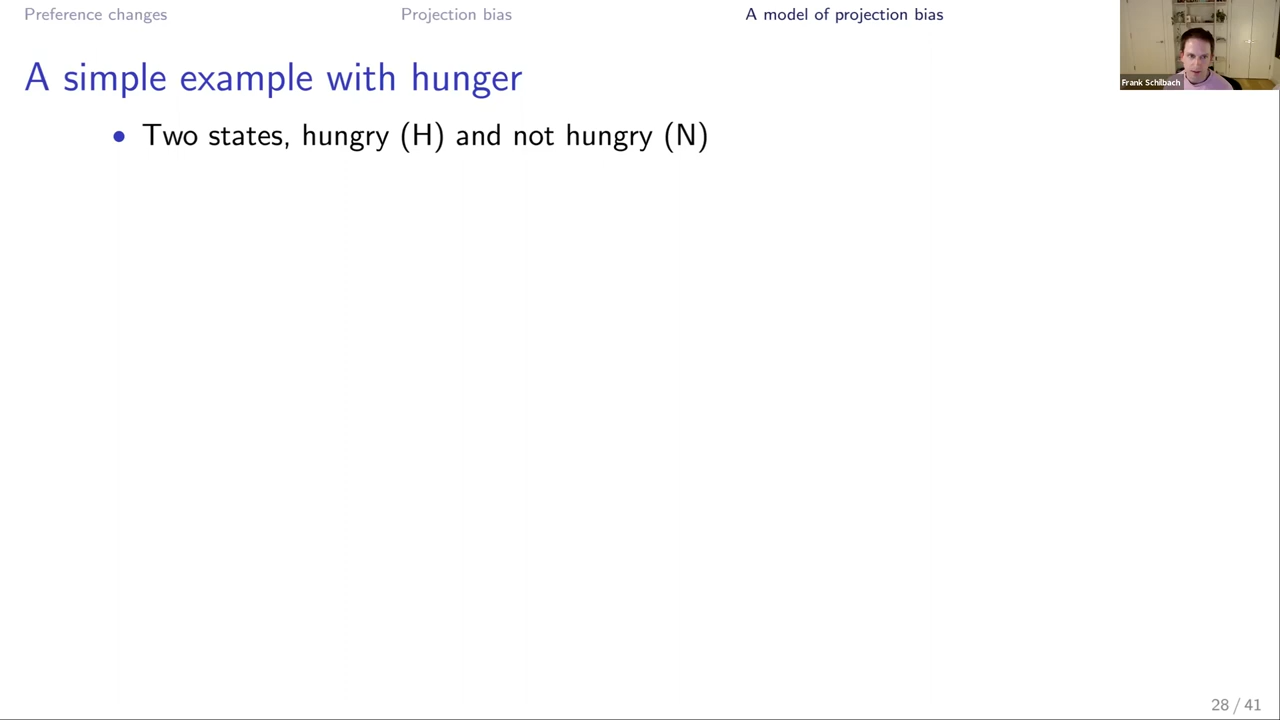 Preference changes
Projection bias
A model of projection bias
Frank Schilbach
A simple example with hunger
• Two states, hungry (H) and not hungry (N)
28 / 41